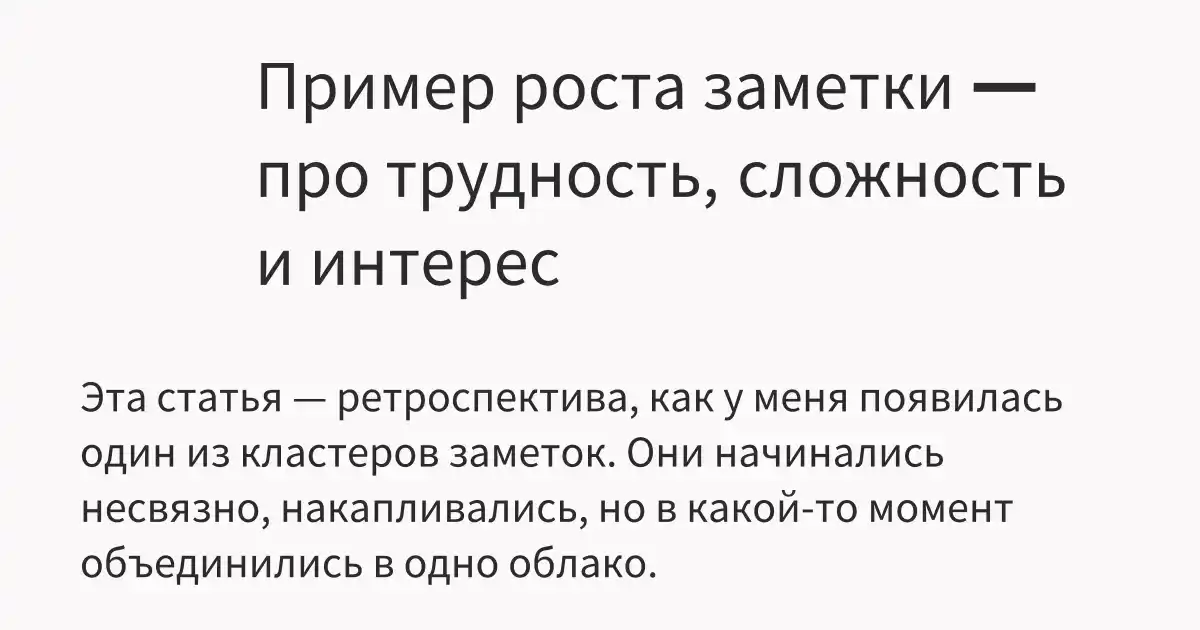 Пример роста заметки —
про трудность, сложность
и интерес
Эта статья — ретроспектива, как у меня появилась
один из кластеров заметок. Они начинались
несвязно, накапливались, но в какой-то момент
объединились в одно облако.